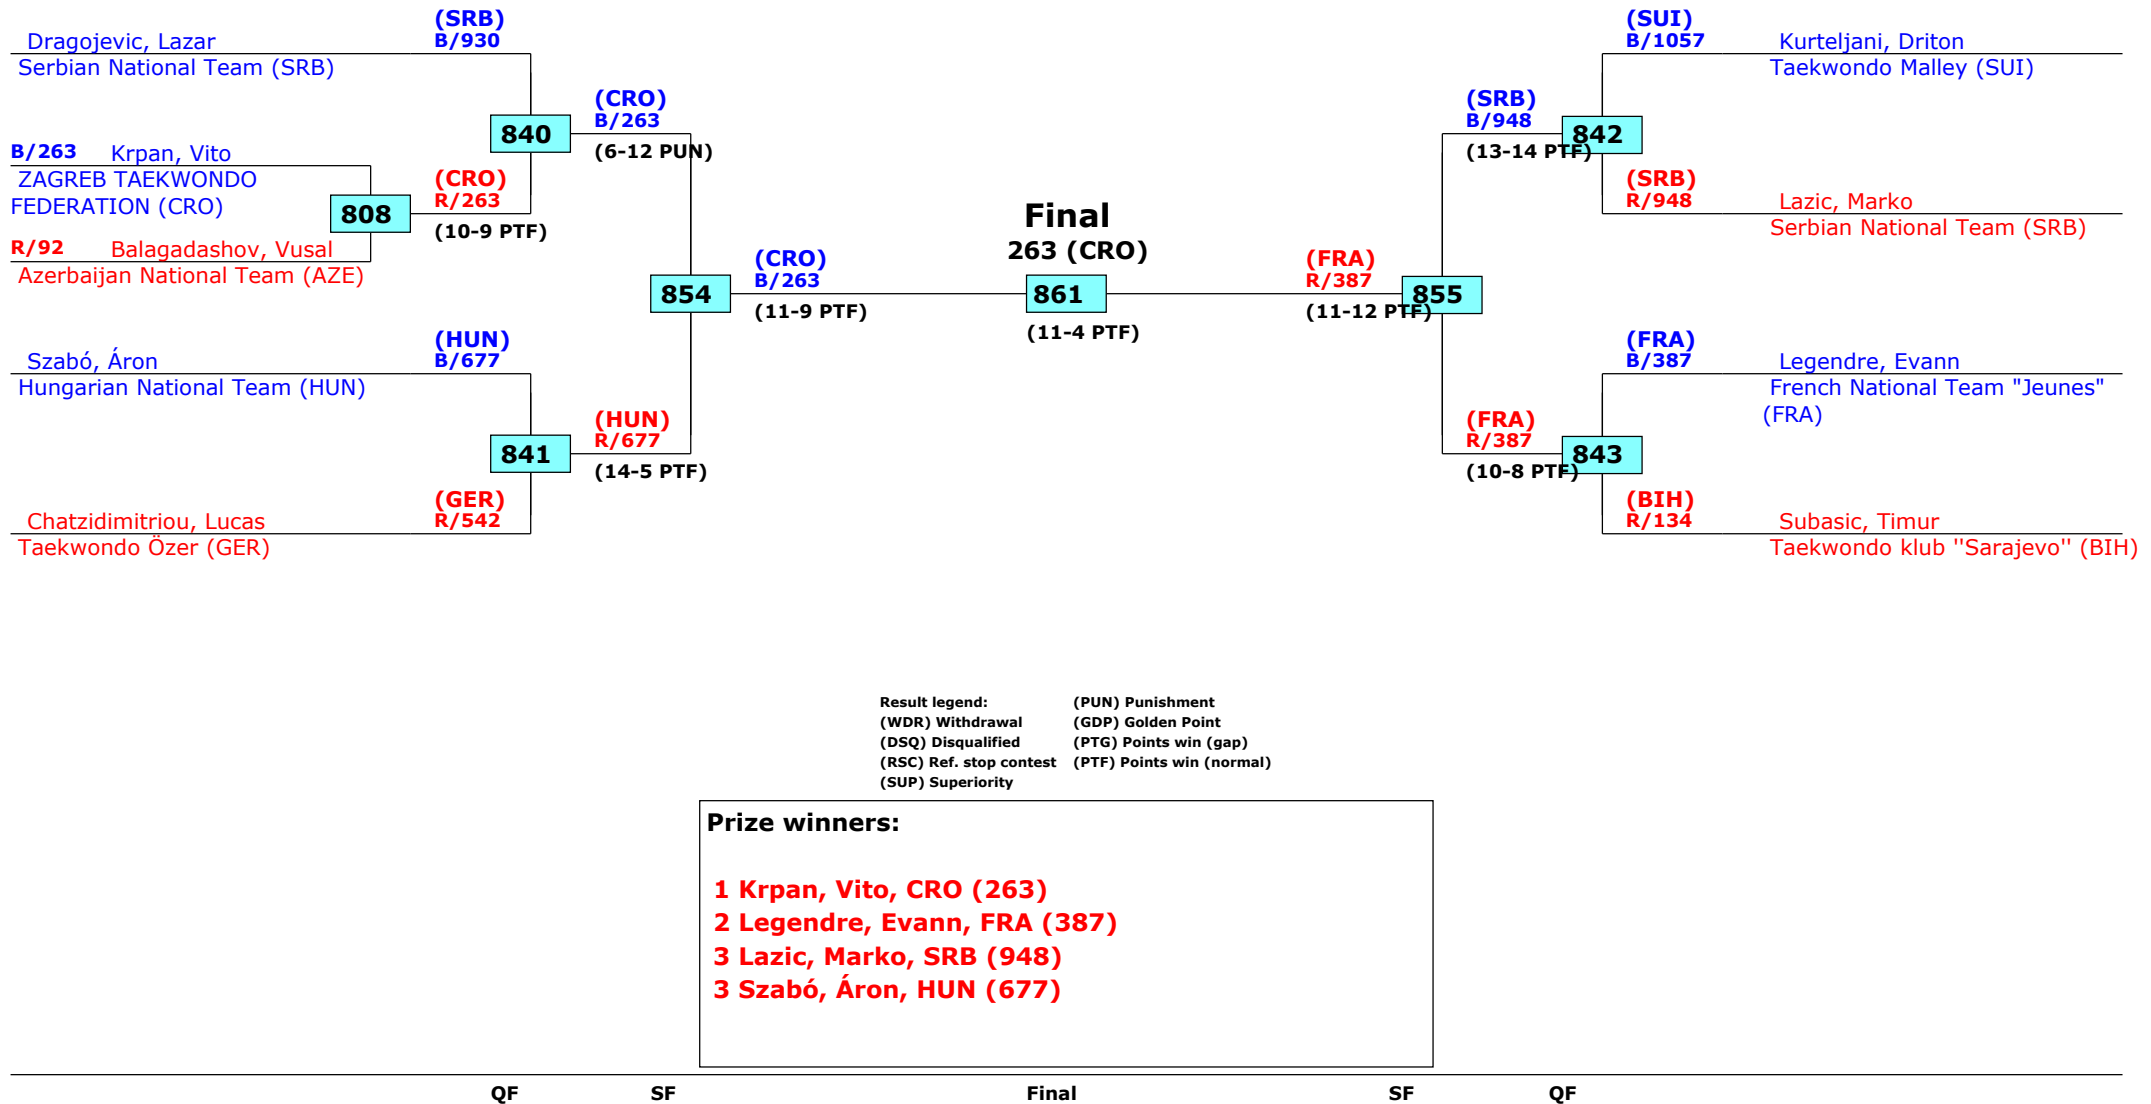 (SRB)
B/930
Dragojevic, Lazar
Serbian National Team (SRB)
840
(CRO)
B/263
(6-12 PUN)
B/263 Krpan, Vito
ZAGREB TAEKWONDO
FEDERATION (CRO)
808
(CRO)
R/263
(10-9 PTF)
R/92 Balagadashov, Vusal
Azerbaijan National Team (AZE)
854
(CRO)
B/263
(11-9 PTF)
(HUN)
B/677
Szabó, Áron
Hungarian National Team (HUN)
841
(HUN)
R/677
(14-5 PTF)
(GER)
R/542
Chatzidimitriou, Lucas
Taekwondo Özer (GER)
Final
263 (CRO)
861
(11-4 PTF)
(SUI)
B/1057
Kurteljani, Driton
Taekwondo Malley (SUI)
(SRB)
B/948
842
(13-14 PTF)
(SRB)
R/948
Lazic, Marko
Serbian National Team (SRB)
(FRA)
R/387
855
(11-12 PTF)
(FRA)
B/387
Legendre, Evann
French National Team "Jeunes"
(FRA)
(FRA)
R/387
843
(10-8 PTF)
(BIH)
R/134
Subasic, Timur
Taekwondo klub ''Sarajevo'' (BIH)
Result legend: (PUN) Punishment
(WDR) Withdrawal (GDP) Golden Point
(DSQ) Disqualified (PTG) Points win (gap)
(RSC) Ref. stop contest (PTF) Points win (normal)
(SUP) Superiority
Prize winners:
1 Krpan, Vito, CRO (263)
2 Legendre, Evann, FRA (387)
3 Lazic, Marko, SRB (948)
3 Szabó, Áron, HUN (677)
QF SF Final SF QF